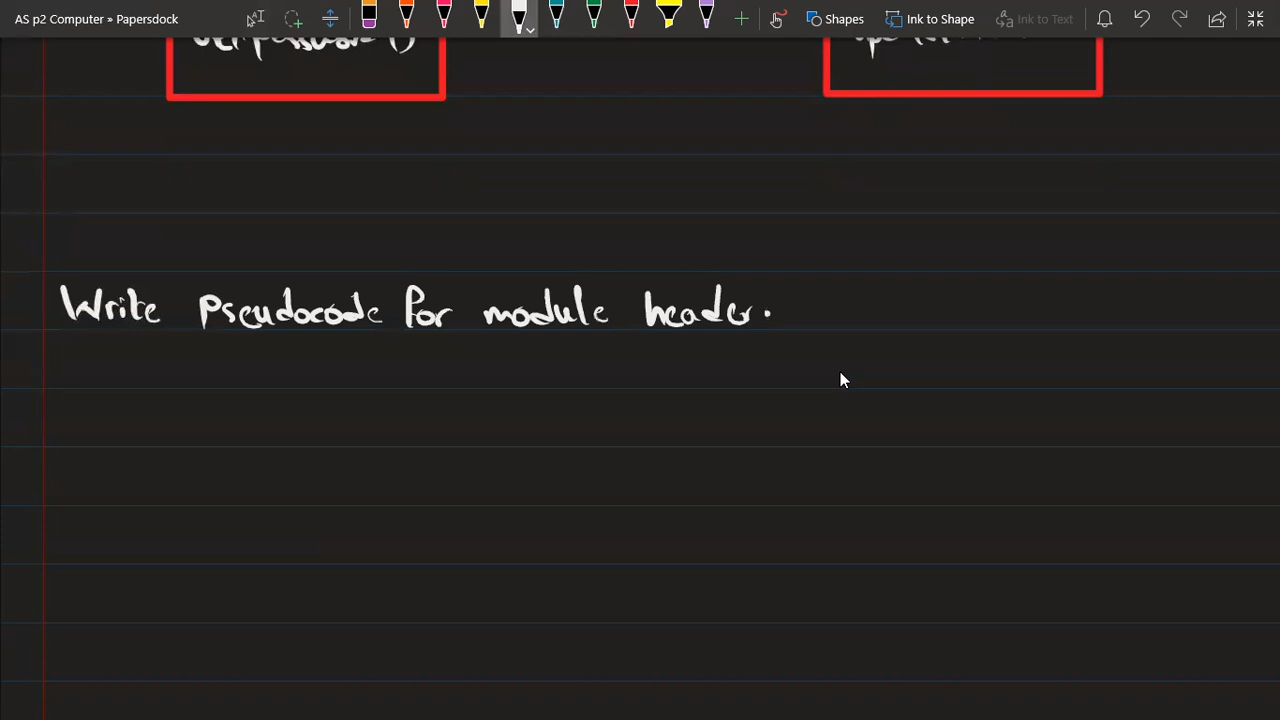 AS p2 Computer » Papersdock
Shapes
Ink to Shape
Ink to Text
Write pseudocode for module header.